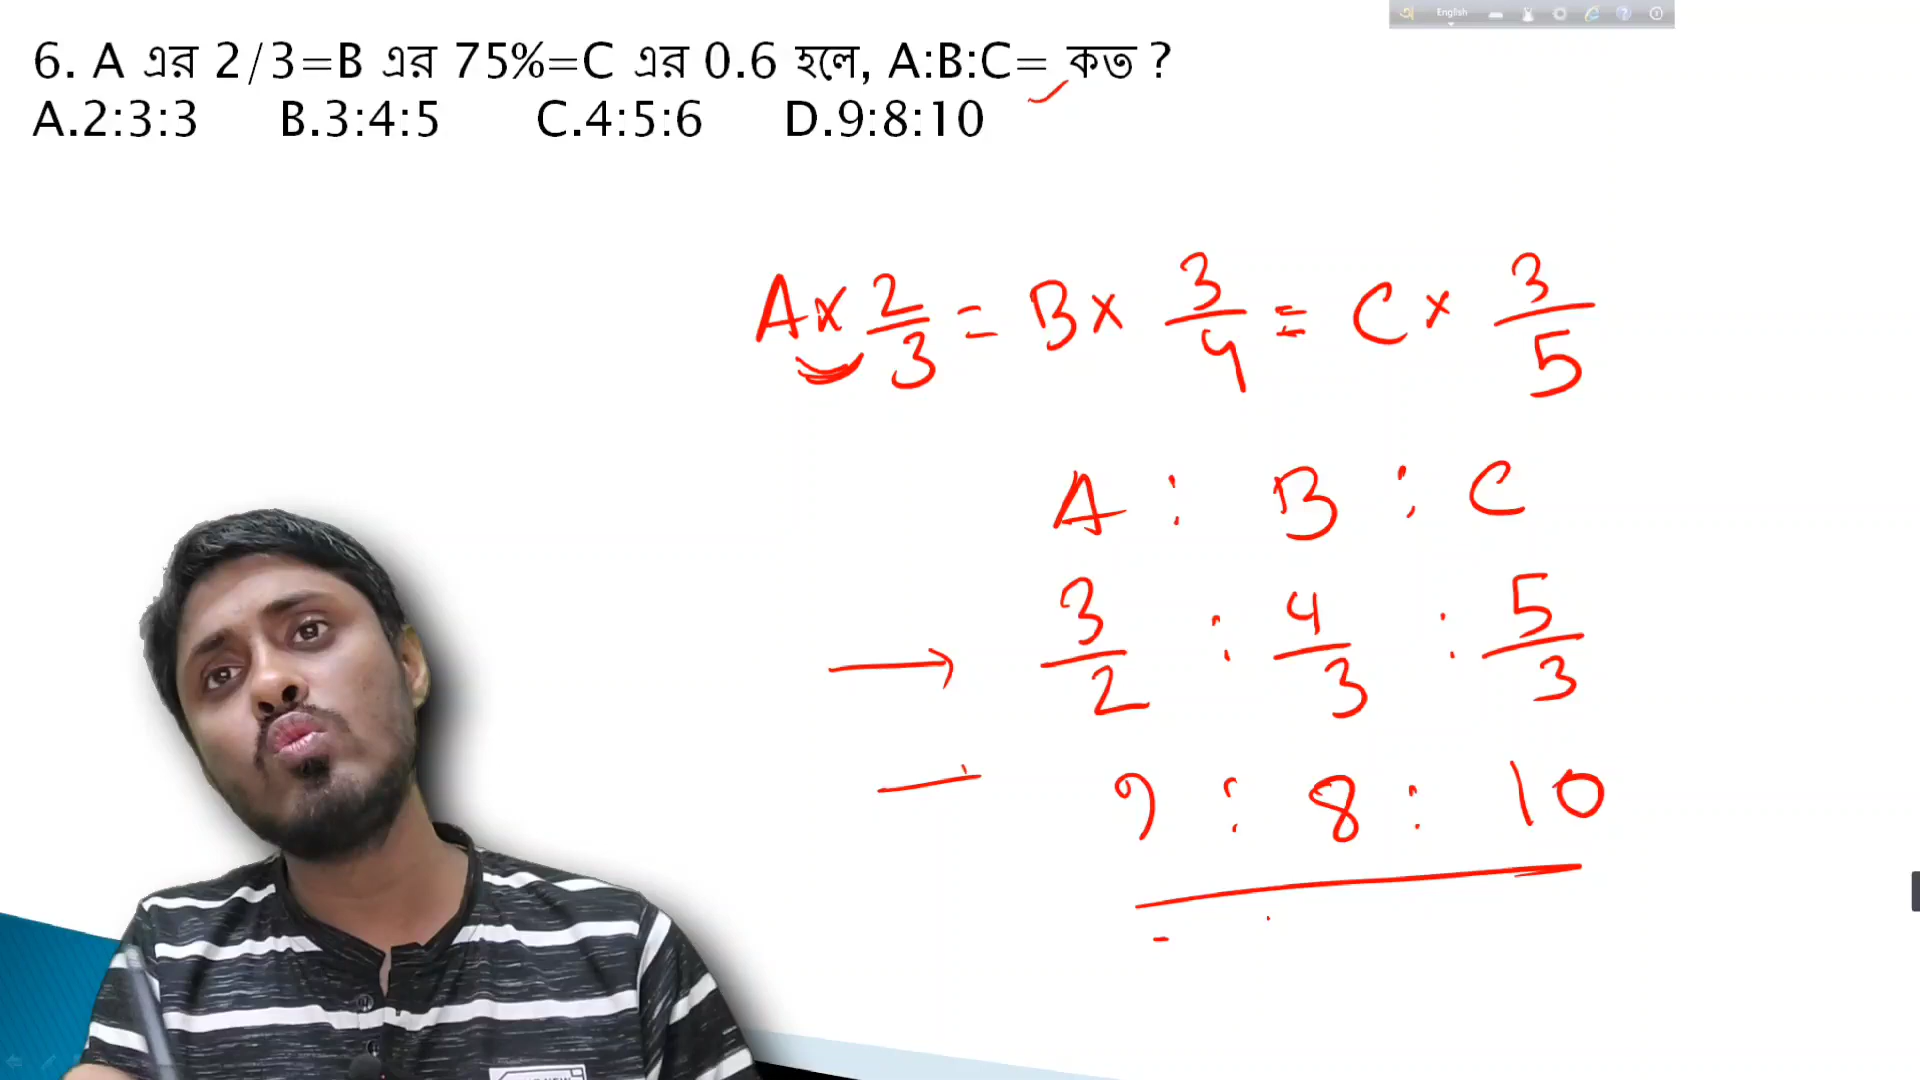 English
6. A এর 2/3=B এর 75%=C এর 0.6 হলে, A:B:C= কত ?
A.2:3:3 B.3:4:5 C.4:5:6 D.9:8:10
A × 2/3 = B × 3/4 = C × 3/5
A : B : C
→ 3/2 : 4/3 : 5/3
9 : 8 : 10